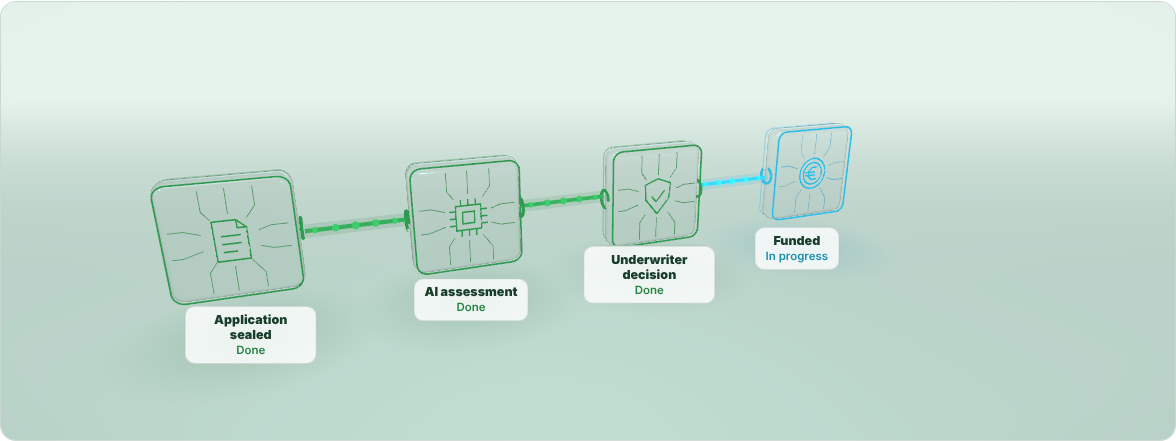 Application
sealed
Done
AI assessment
Done
Underwriter
decision
Done
€
Funded
In progress